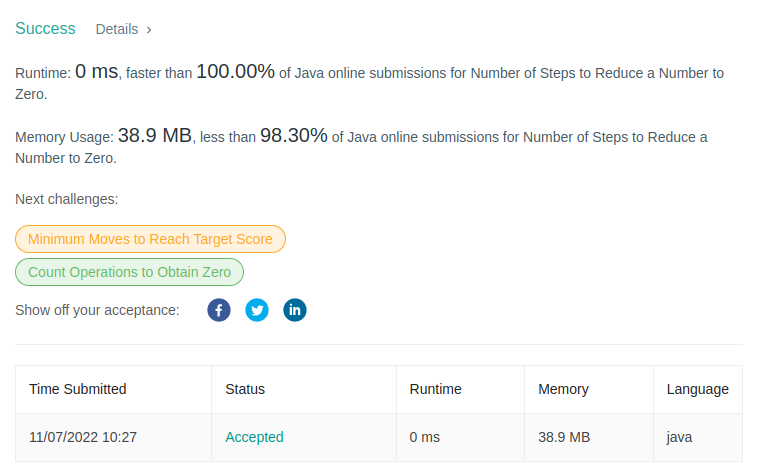 Success Details >
Runtime: 0 ms, faster than 100.00% of Java online submissions for Number of Steps to Reduce a Number to
Zero.
Memory Usage: 38.9 MB, less than 98.30% of Java online submissions for Number of Steps to Reduce a
Number to Zero.
Next challenges:
Minimum Moves to Reach Target Score
Count Operations to Obtain Zero
Show off your acceptance:
Time Submitted Status Runtime Memory Language
11/07/2022 10:27 Accepted 0 ms 38.9 MB java